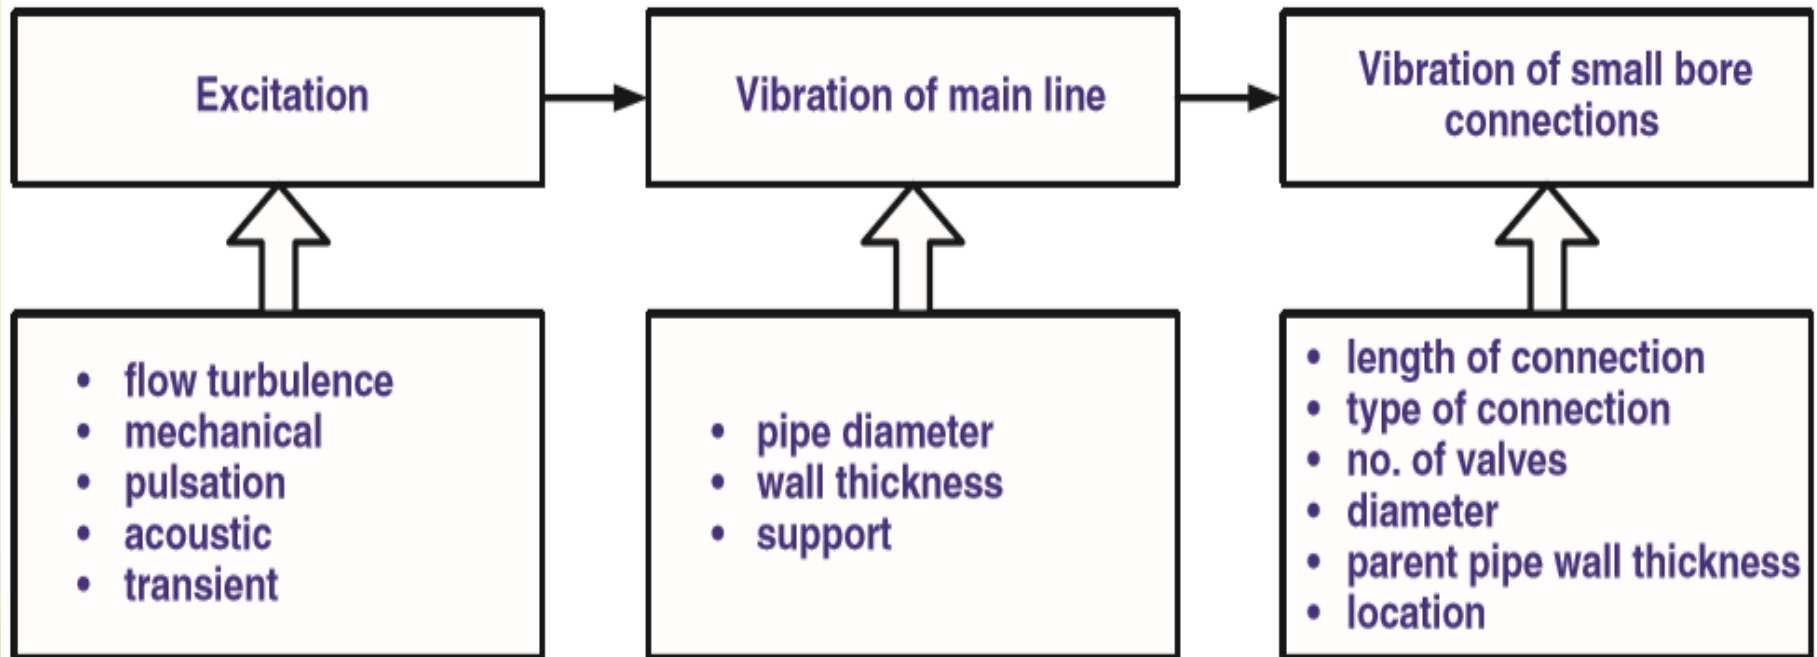 Excitation
Vibration of main line
Vibration of small bore
connections
• flow turbulence
• mechanical
• pulsation
• acoustic
• transient
• pipe diameter
• wall thickness
• support
• length of connection
• type of connection
• no. of valves
• diameter
• parent pipe wall thickness
• location